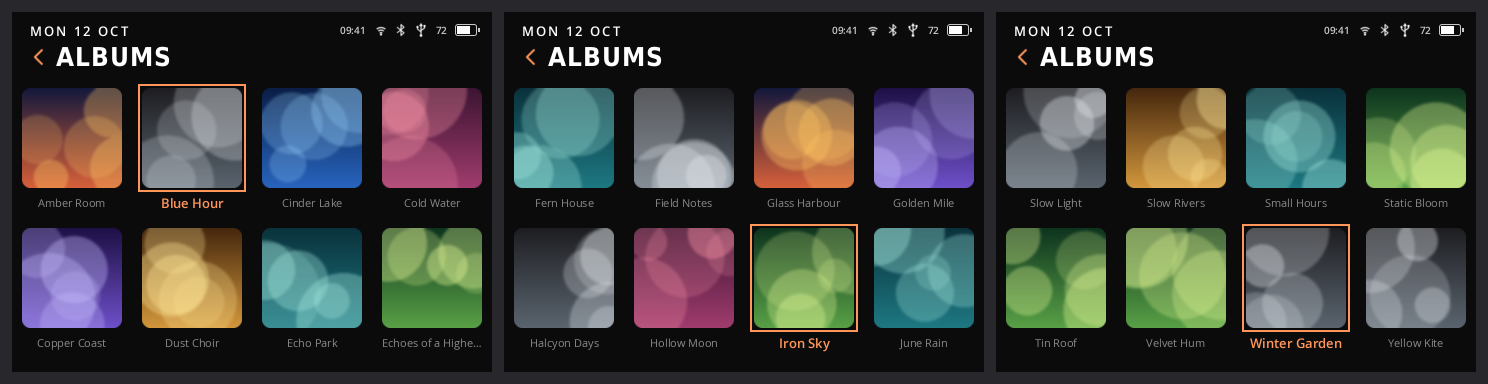 MON 12 OCT 09:41 72
ALBUMS
Amber Room Blue Hour Cinder Lake Cold Water
Copper Coast Dust Choir Echo Park Echoes of a Highe...
MON 12 OCT 09:41 72
ALBUMS
Fern House Field Notes Glass Harbour Golden Mile
Halcyon Days Hollow Moon Iron Sky June Rain
MON 12 OCT 09:41 72
ALBUMS
Slow Light Slow Rivers Small Hours Static Bloom
Tin Roof Velvet Hum Winter Garden Yellow Kite